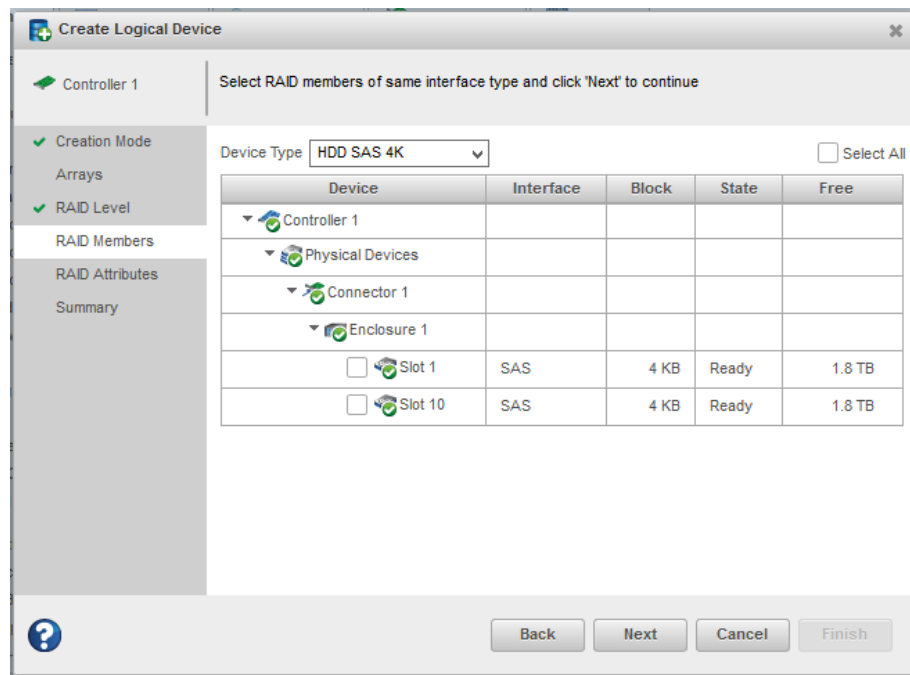 Create Logical Device
Controller 1
Select RAID members of same interface type and click 'Next' to continue
Creation Mode
Arrays
RAID Level
RAID Members
RAID Attributes
Summary
Device Type HDD SAS 4K Select All
Device Interface Block State Free
Controller 1
Physical Devices
Connector 1
Enclosure 1
Slot 1 SAS 4 KB Ready 1.8 TB
Slot 10 SAS 4 KB Ready 1.8 TB
? Back Next Cancel Finish